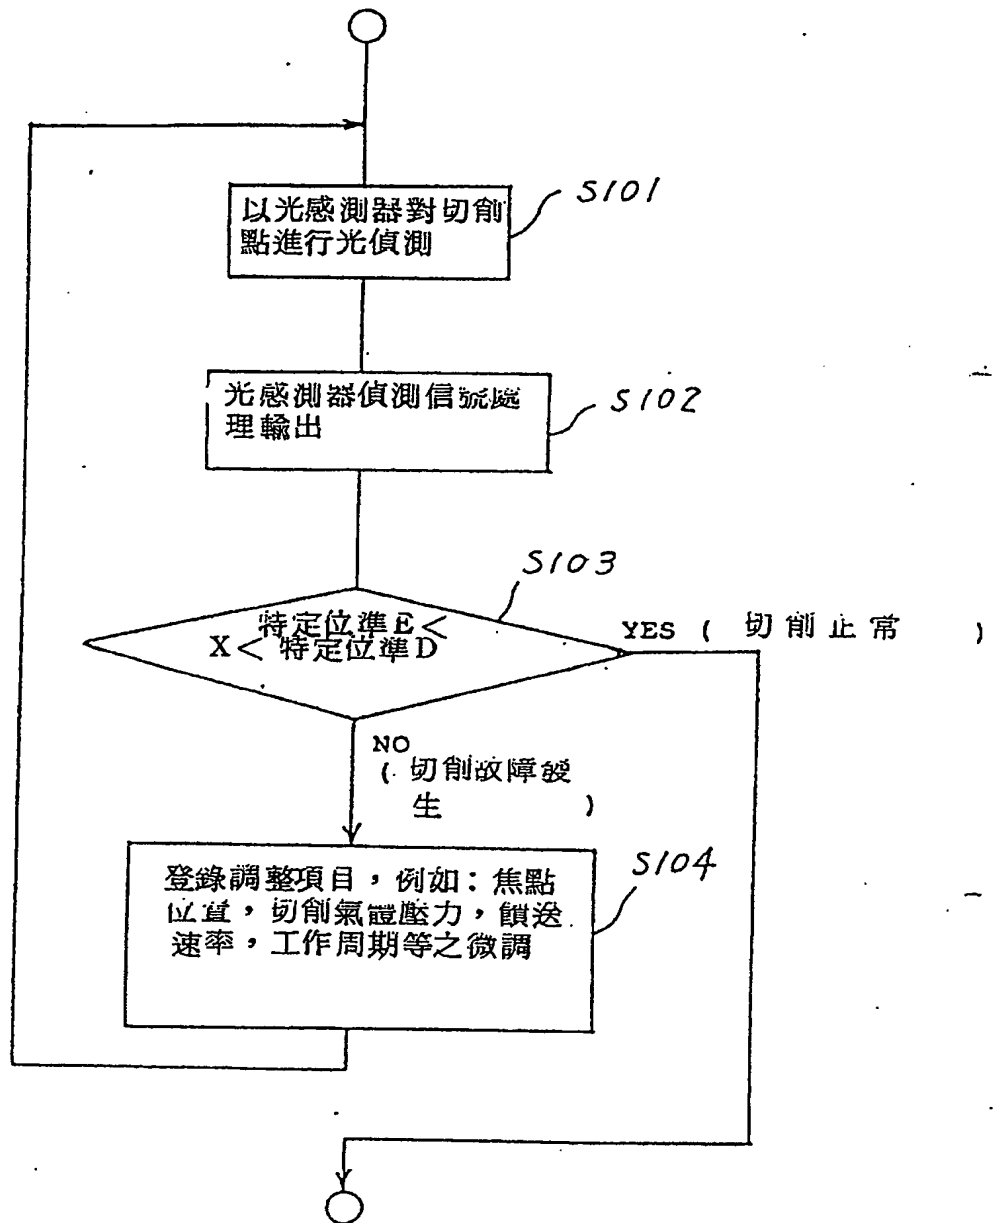 以光感測器對切削
S101
點進行光偵測
光感測器偵測信號處
S102
理輸出
S103
特定位準E<
X< 特定位準D
YES ( 切削正常 )
NO
( 切削故障發
生 )
登錄調整項目，例如：焦點
S104
位置，切削氣體壓力，饋送
速率，工作周期等之微調